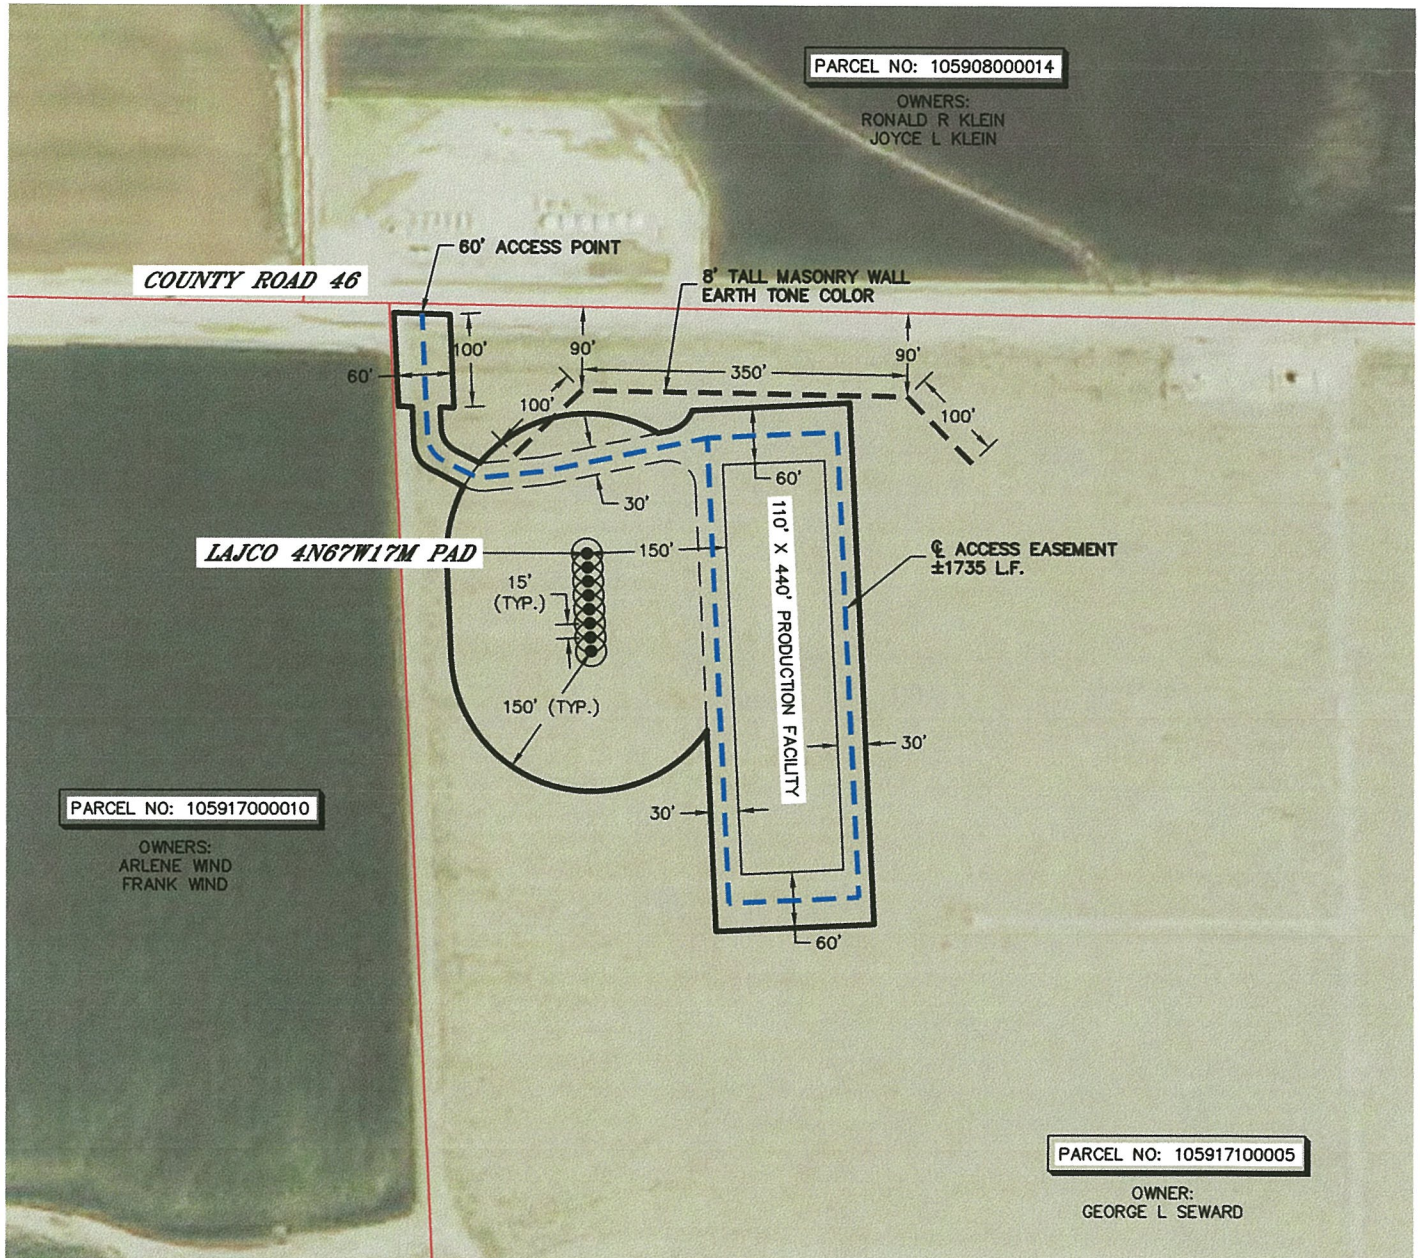 PARCEL NO: 105908000014
OWNERS:
RONALD R KLEIN
JOYCE L KLEIN
60' ACCESS POINT
COUNTY ROAD 46
8' TALL MASONRY WALL
EARTH TONE COLOR
100'
90'
90'
60'
350'
100'
100'
60'
30'
LAJCO 4N67W17M PAD
150'
110' X 440' PRODUCTION FACILITY
℄ ACCESS EASEMENT
±1735 L.F.
15'
(TYP.)
150' (TYP.)
30'
30'
PARCEL NO: 105917000010
OWNERS:
ARLENE WIND
FRANK WIND
60'
PARCEL NO: 105917100005
OWNER:
GEORGE L SEWARD